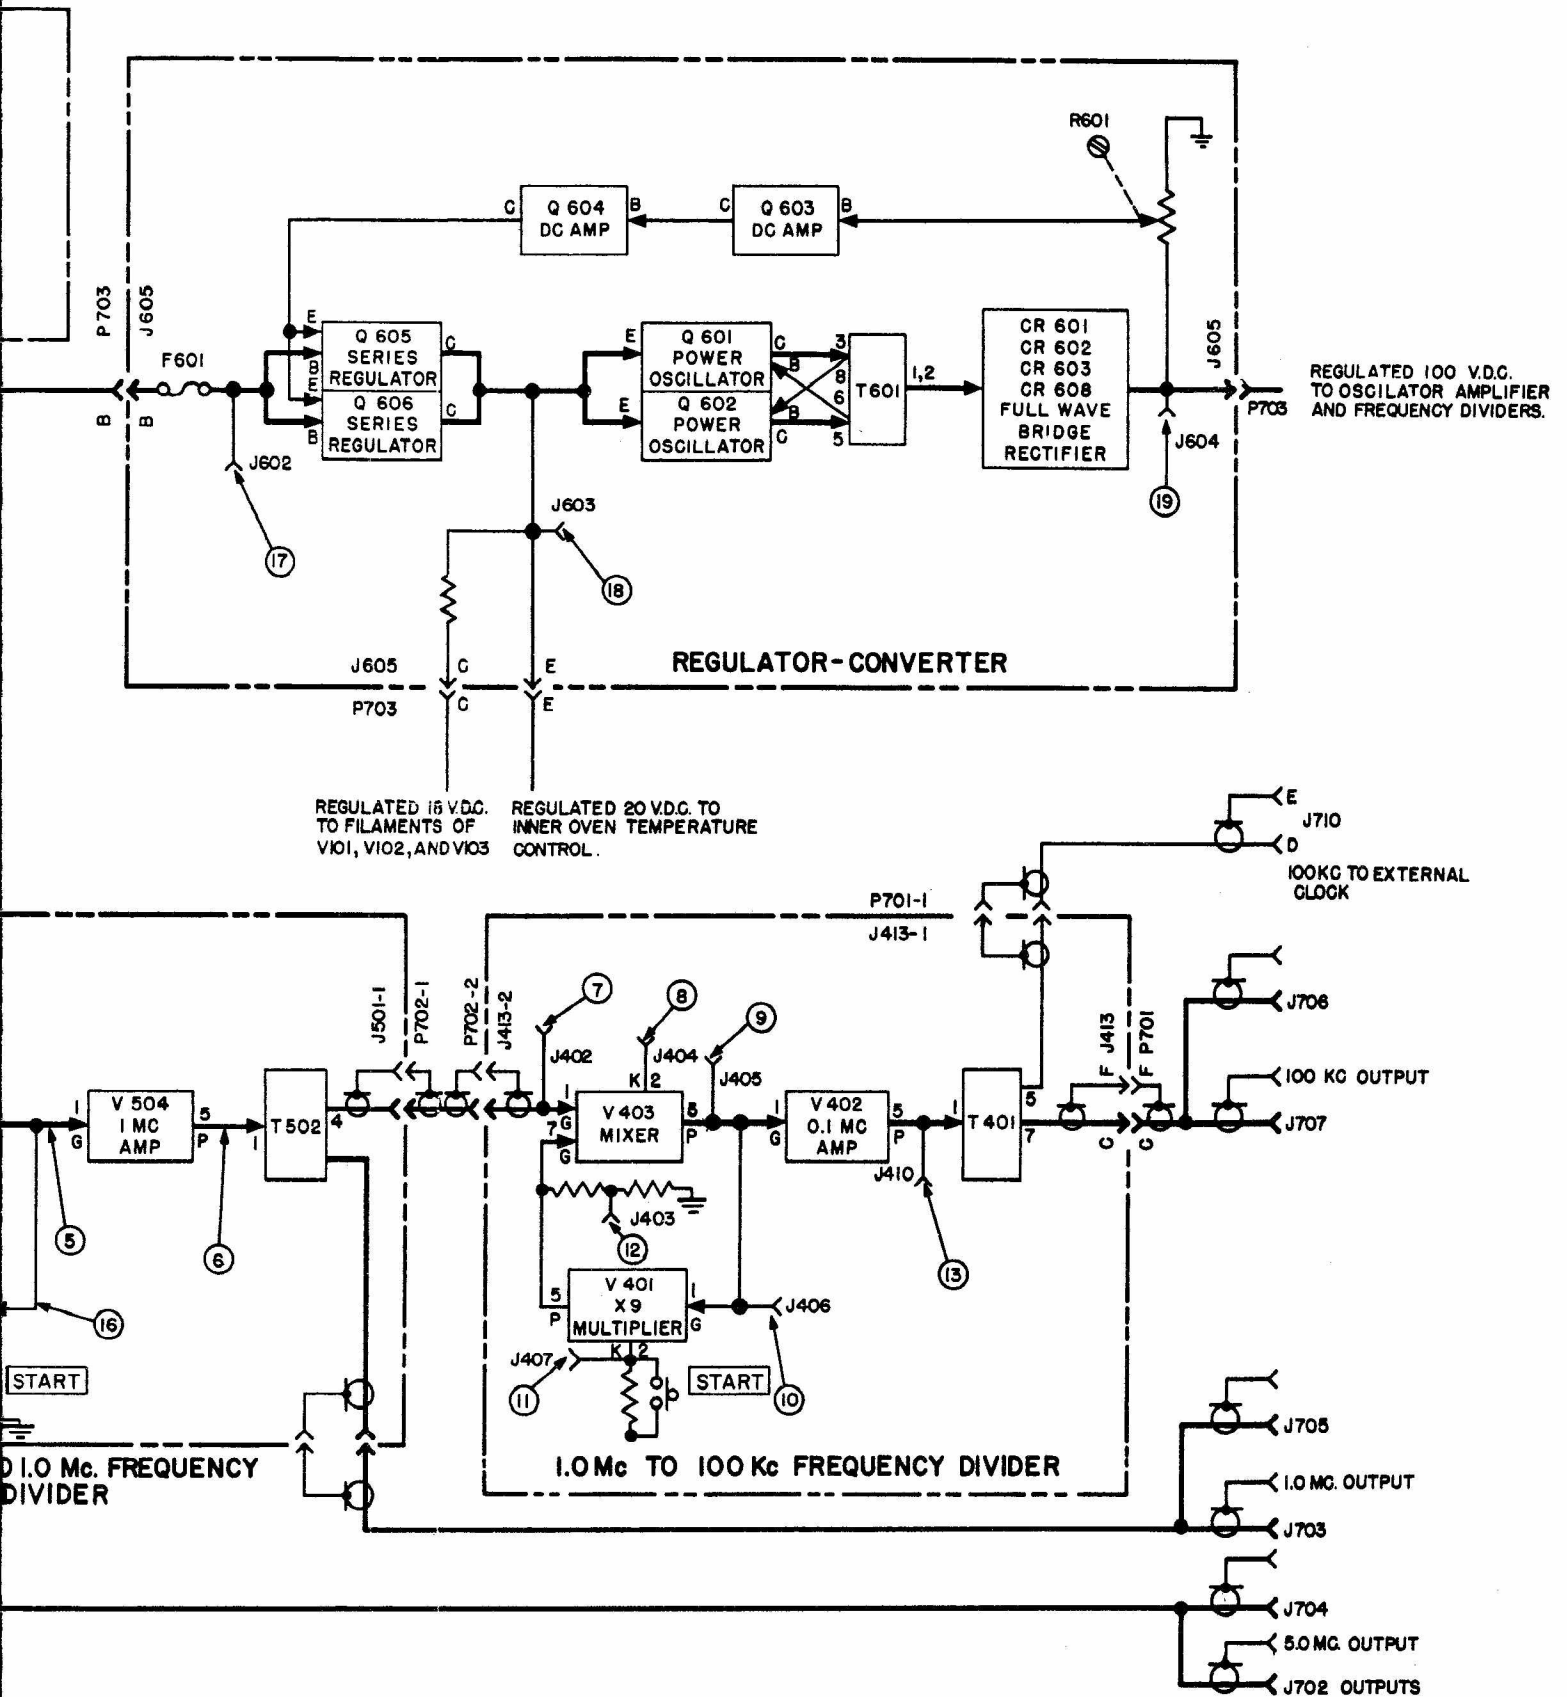 R601
Q 604
DC AMP
C
B
Q 603
DC AMP
C
B
P703
J605
B
B
F601
J602
17
E
B
E
B
Q 605
SERIES
REGULATOR
Q 606
SERIES
REGULATOR
C
C
E
E
Q 601
POWER
OSCILLATOR
Q 602
POWER
OSCILLATOR
C
B
B
C
3
8
6
5
T601
1,2
CR 601
CR 602
CR 603
CR 608
FULL WAVE
BRIDGE
RECTIFIER
J605
P703
J604
19
REGULATED 100 V.D.C.
TO OSCILATOR AMPLIFIER
AND FREQUENCY DIVIDERS.
J603
18
J605
C
E
P703
C
E
REGULATOR-CONVERTER
REGULATED 18 V.D.C.
TO FILAMENTS OF
V101, V102, AND V103
REGULATED 20 V.D.C. TO
INNER OVEN TEMPERATURE
CONTROL.
E
J710
D
100KC TO EXTERNAL
CLOCK
P701-1
J413-1
J501-1
P702-1
P702-2
J413-2
7
J402
8
J404
K 2
9
J405
J413
P701
F
F
C
C
J706
100 KC OUTPUT
J707
1
G
V 504
1 MC
AMP
5
P
1
T502
4
5
6
16
START
1
G
7
G
V 403
MIXER
5
P
1
G
V 402
0.1 MC
AMP
5
P
1
T401
5
7
J410
13
J403
12
V 401
X9
MULTIPLIER
5
P
1
G
J406
10
K 2
J407
11
START
1.0 Mc. FREQUENCY
DIVIDER
1.0 Mc TO 100 Kc FREQUENCY DIVIDER
J705
1.0 MC. OUTPUT
J703
J704
5.0 MC. OUTPUT
J702 OUTPUTS